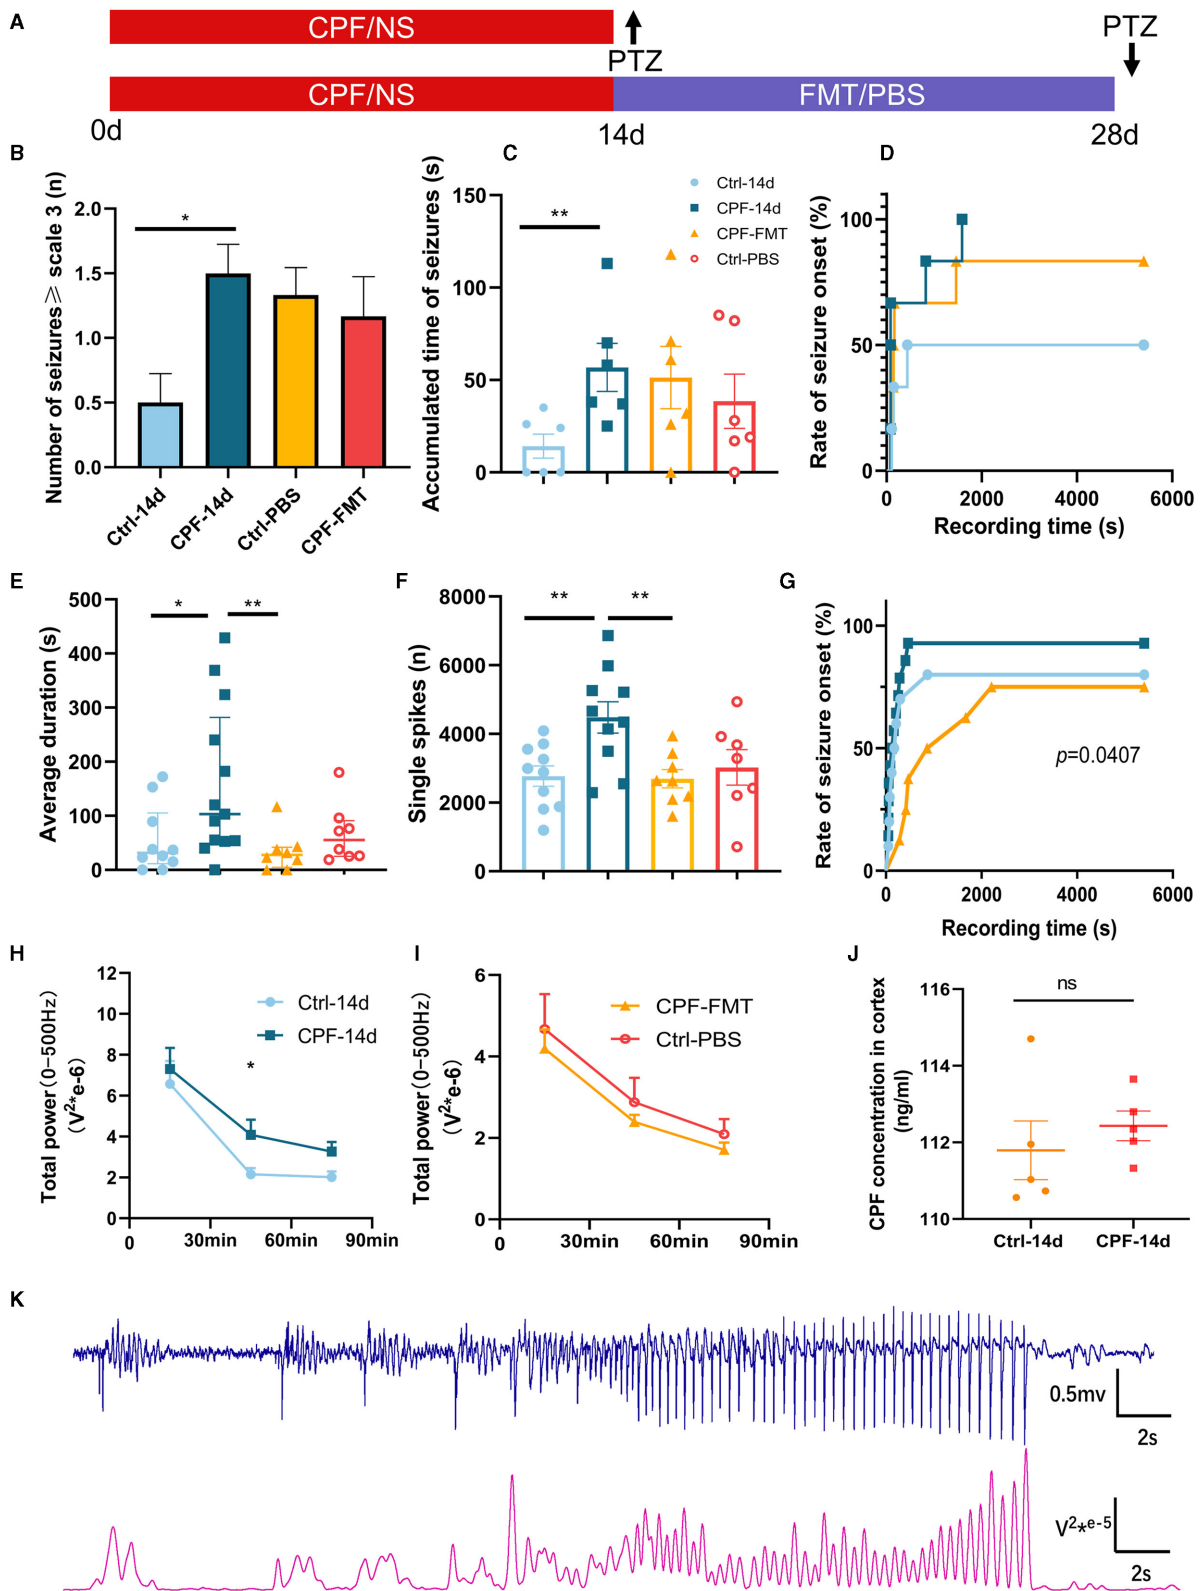 A
CPF/NS
PTZ
PTZ
CPF/NS
FMT/PBS
0d
14d
28d
B
Number of seizures ⩾ scale 3 (n)
2.0
1.5
1.0
0.5
0.0
*
Ctrl-14d
CPF-14d
Ctrl-PBS
CPF-FMT
C
Accumulated time of seizures (s)
150
100
50
0
**
Ctrl-14d
CPF-14d
CPF-FMT
Ctrl-PBS
D
Rate of seizure onset (%)
100
50
0
0 2000 4000 6000
Recording time (s)
E
Average duration (s)
500
400
300
200
100
0
* **
F
Single spikes (n)
8000
6000
4000
2000
0
** **
G
Rate of seizure onset (%)
100
50
0
p=0.0407
0 2000 4000 6000
Recording time (s)
H
Total power (0–500Hz)
(V²*e-6)
12
10
8
6
4
2
0
Ctrl-14d
CPF-14d
*
0 30min 60min 90min
I
Total power (0–500Hz)
(V²*e-6)
6
4
2
0
CPF-FMT
Ctrl-PBS
0 30min 60min 90min
J
CPF concentration in cortex
(ng/ml)
116
114
112
110
ns
Ctrl-14d CPF-14d
K
0.5mv
2s
V²*e-5
2s